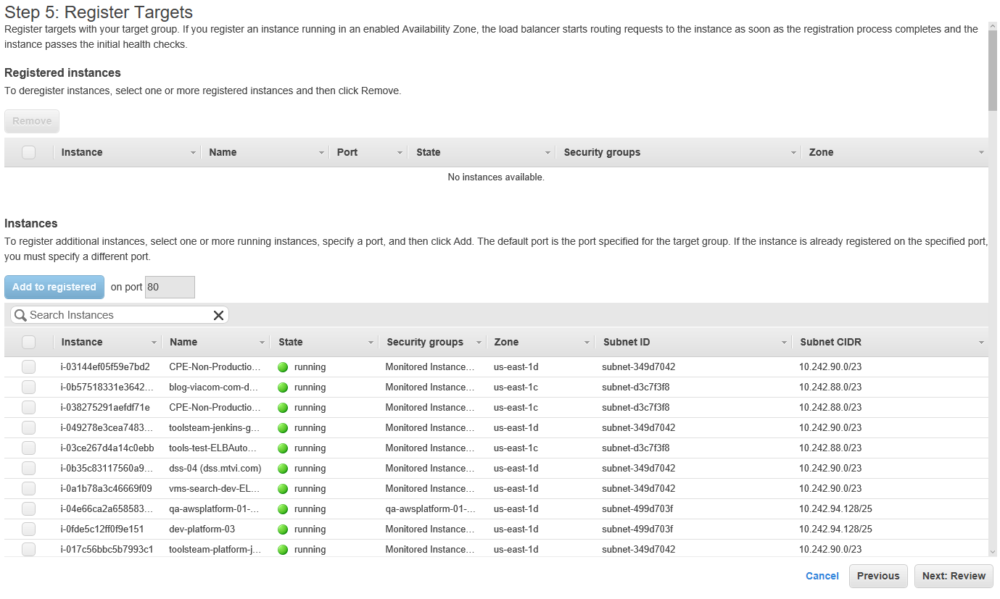 Step 5: Register Targets
Register targets with your target group. If you register an instance running in an enabled Availability Zone, the load balancer starts routing requests to the instance as soon as the registration process completes and the
instance passes the initial health checks.
Registered instances
To deregister instances, select one or more registered instances and then click Remove.
Remove
Instance Name Port State Security groups Zone
No instances available.
Instances
To register additional instances, select one or more running instances, specify a port, and then click Add. The default port is the port specified for the target group. If the instance is already registered on the specified port,
you must specify a different port.
Add to registered on port 80
Search Instances
Instance Name State Security groups Zone Subnet ID Subnet CIDR
i-03144ef05f59e7bd2 CPE-Non-Productio... running Monitored Instance... us-east-1d subnet-349d7042 10.242.90.0/23
i-0b57518331e3642... blog-viacom-com-d... running Monitored Instance... us-east-1c subnet-d3c7f3f8 10.242.88.0/23
i-038275291aefdf71e CPE-Non-Productio... running Monitored Instance... us-east-1c subnet-d3c7f3f8 10.242.88.0/23
i-049278e3cea7483... toolsteam-jenkins-g... running Monitored Instance... us-east-1d subnet-349d7042 10.242.90.0/23
i-03ce267d4a14c0ebb tools-test-ELBAuto... running Monitored Instance... us-east-1c subnet-d3c7f3f8 10.242.88.0/23
i-0b35c83117560a9... dss-04 (dss.mtvi.com) running Monitored Instance... us-east-1d subnet-349d7042 10.242.90.0/23
i-0a1b78a3c46669f09 vms-search-dev-EL... running Monitored Instance... us-east-1d subnet-349d7042 10.242.90.0/23
i-04e66ca2a658583... qa-awsplatform-01-... running qa-awsplatform-01-... us-east-1d subnet-499d703f 10.242.94.128/25
i-0fde5c12ff0f9e151 dev-platform-03 running Monitored Instance... us-east-1d subnet-499d703f 10.242.94.128/25
i-017c56bbc5b7993c1 toolsteam-platform-j... running Monitored Instance... us-east-1d subnet-349d7042 10.242.90.0/23
Cancel Previous Next: Review